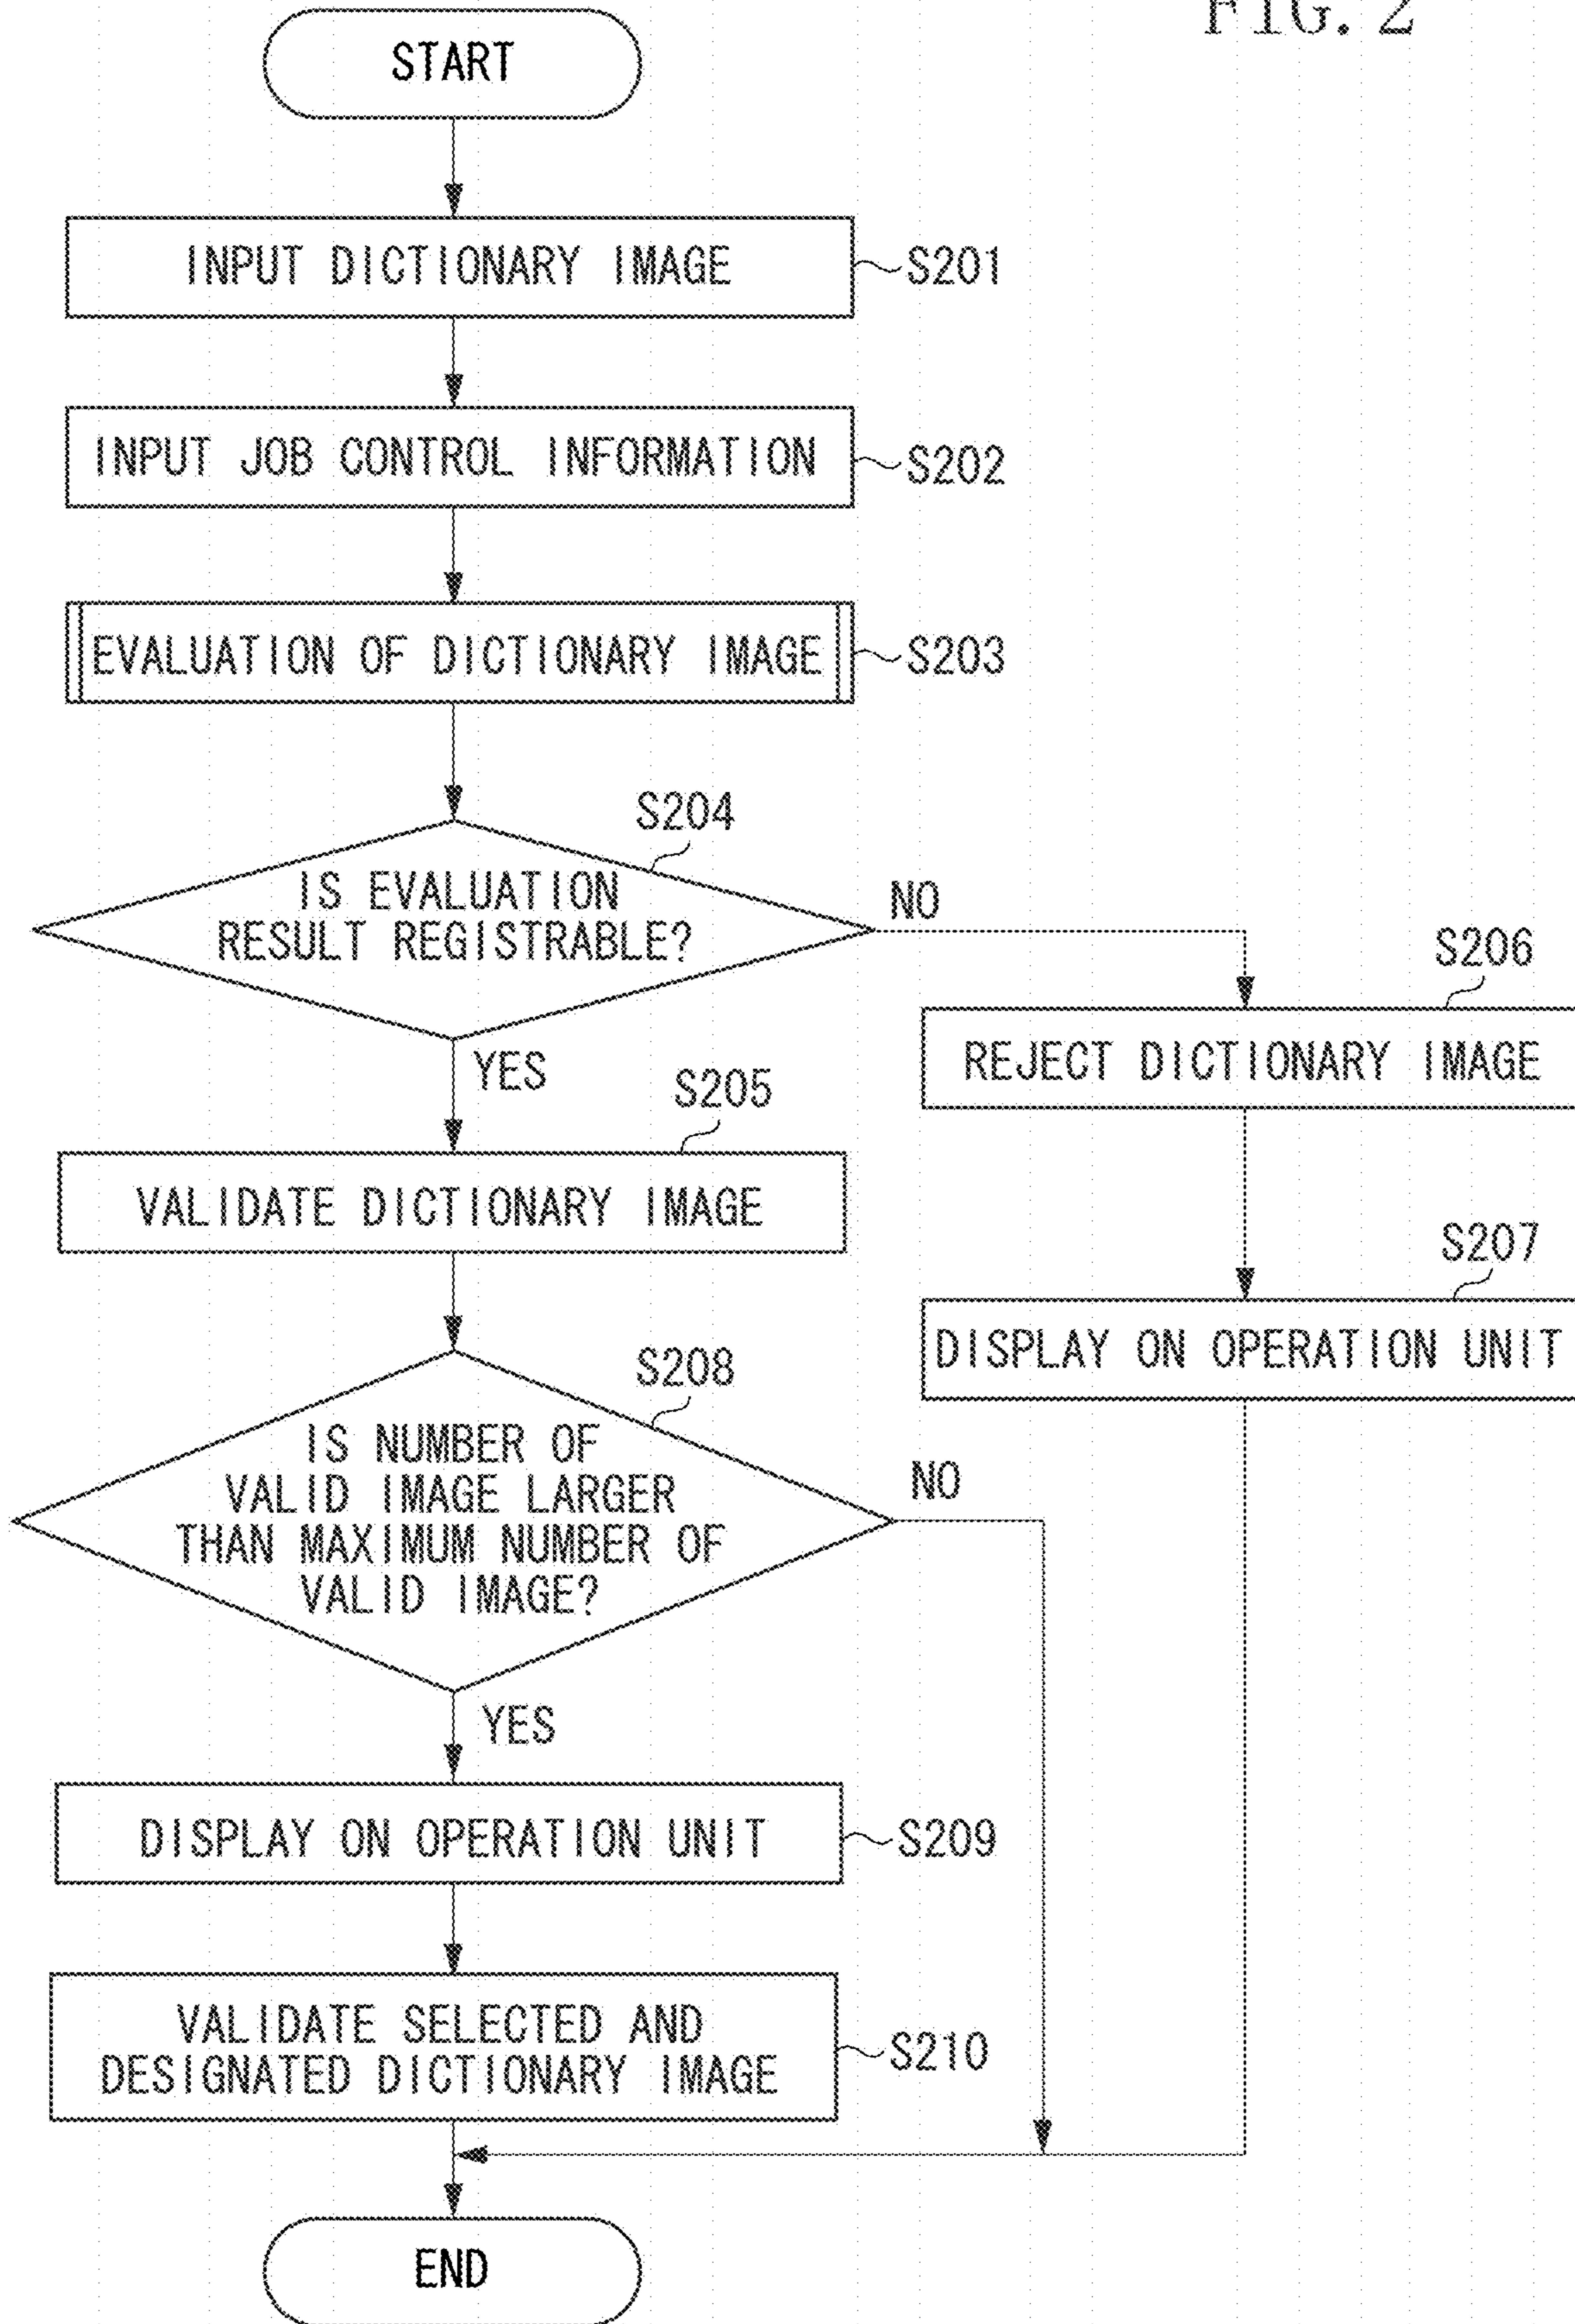 FIG. 2
START
INPUT DICTIONARY IMAGE
S201
INPUT JOB CONTROL INFORMATION
S202
EVALUATION OF DICTIONARY IMAGE
S203
S204
IS EVALUATION
RESULT REGISTRABLE?
NO
YES
S206
REJECT DICTIONARY IMAGE
S205
VALIDATE DICTIONARY IMAGE
S207
DISPLAY ON OPERATION UNIT
S208
IS NUMBER OF
VALID IMAGE LARGER
THAN MAXIMUM NUMBER OF
VALID IMAGE?
NO
YES
DISPLAY ON OPERATION UNIT
S209
VALIDATE SELECTED AND
DESIGNATED DICTIONARY IMAGE
S210
END